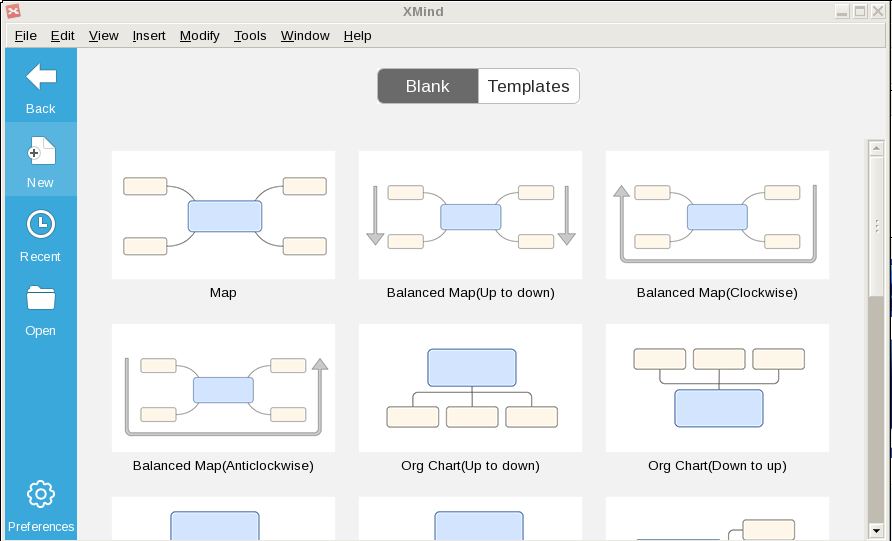 XMind
File Edit View Insert Modify Tools Window Help
Back
New
Recent
Open
Preferences
Blank Templates
Map Balanced Map(Up to down) Balanced Map(Clockwise)
Balanced Map(Anticlockwise) Org Chart(Up to down) Org Chart(Down to up)